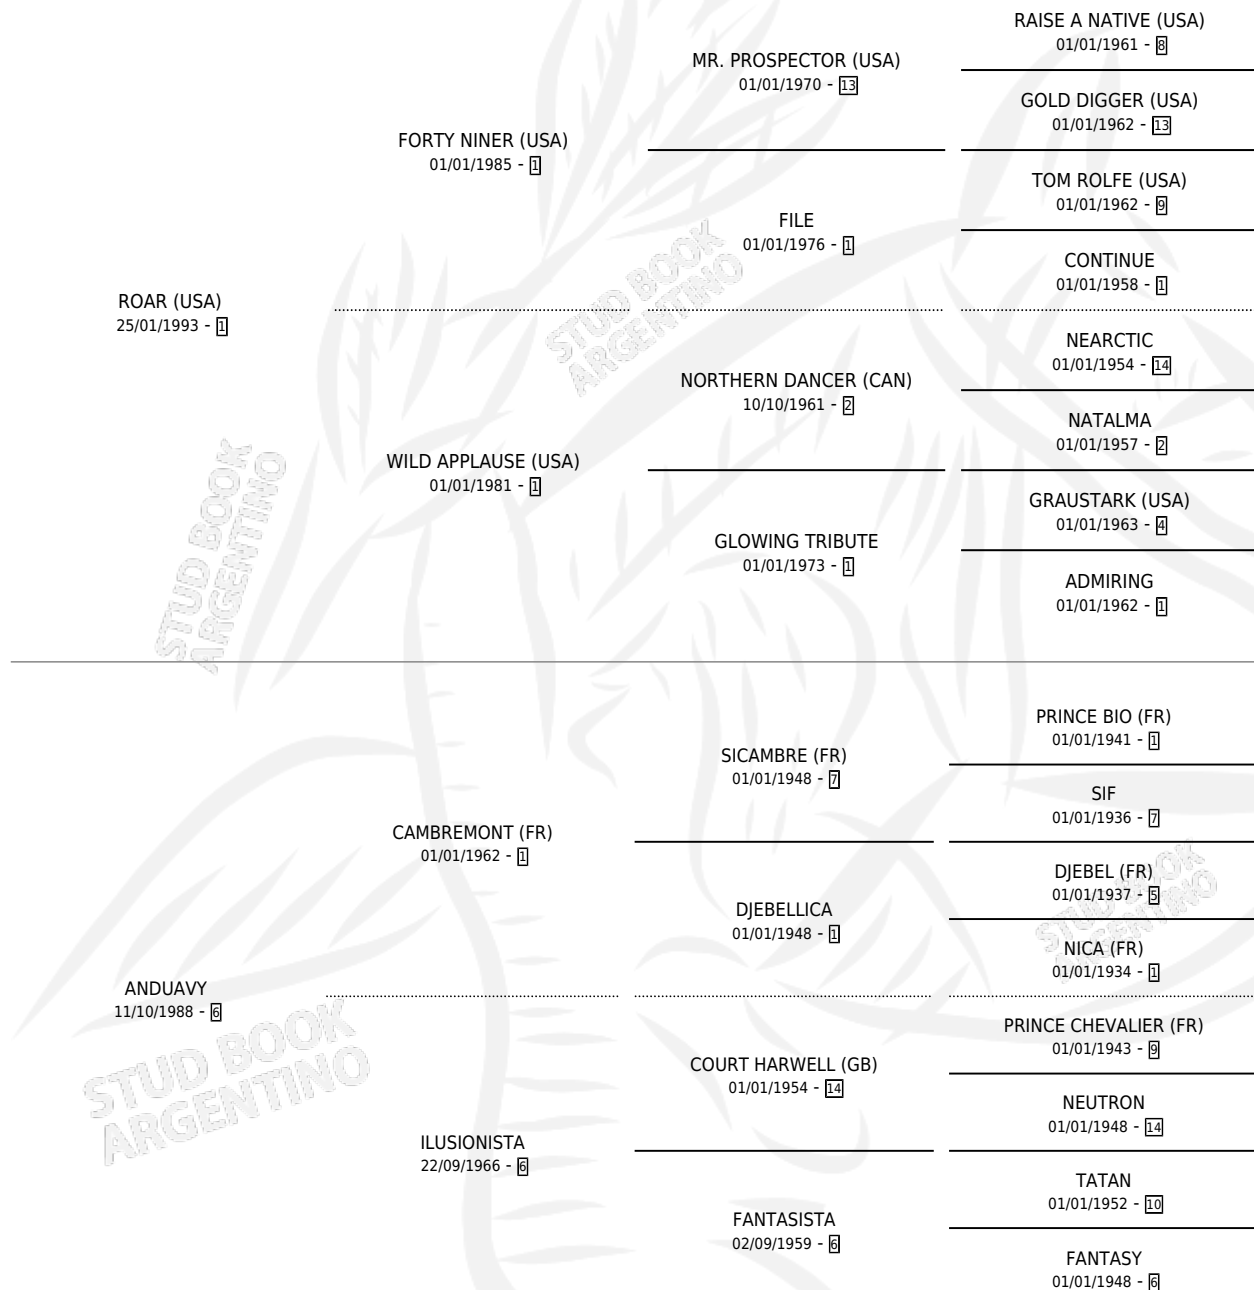 RAISE A NATIVE (USA)
01/01/1961 - 8
MR. PROSPECTOR (USA)
01/01/1970 - 13
GOLD DIGGER (USA)
01/01/1962 - 13
FORTY NINER (USA)
01/01/1985 - 1
TOM ROLFE (USA)
01/01/1962 - 9
FILE
01/01/1976 - 1
CONTINUE
01/01/1958 - 1
ROAR (USA)
25/01/1993 - 1
NEARCTIC
01/01/1954 - 14
NORTHERN DANCER (CAN)
10/10/1961 - 2
NATALMA
01/01/1957 - 2
WILD APPLAUSE (USA)
01/01/1981 - 1
GRAUSTARK (USA)
01/01/1963 - 4
GLOWING TRIBUTE
01/01/1973 - 1
ADMIRING
01/01/1962 - 1
PRINCE BIO (FR)
01/01/1941 - 1
SICAMBRE (FR)
01/01/1948 - 7
SIF
01/01/1936 - 7
CAMBREMONT (FR)
01/01/1962 - 1
DJEBEL (FR)
01/01/1937 - 5
DJEBELLICA
01/01/1948 - 1
NICA (FR)
01/01/1934 - 1
ANDUAVY
11/10/1988 - 6
PRINCE CHEVALIER (FR)
01/01/1943 - 9
COURT HARWELL (GB)
01/01/1954 - 14
NEUTRON
01/01/1948 - 14
ILUSIONISTA
22/09/1966 - 6
TATAN
01/01/1952 - 10
FANTASISTA
02/09/1959 - 6
FANTASY
01/01/1948 - 6
STUD BOOK
ARGENTINO
STUD BOOK
ARGENTINO
STUD BOOK
ARGENTINO
STUD BOOK
ARGENTINO